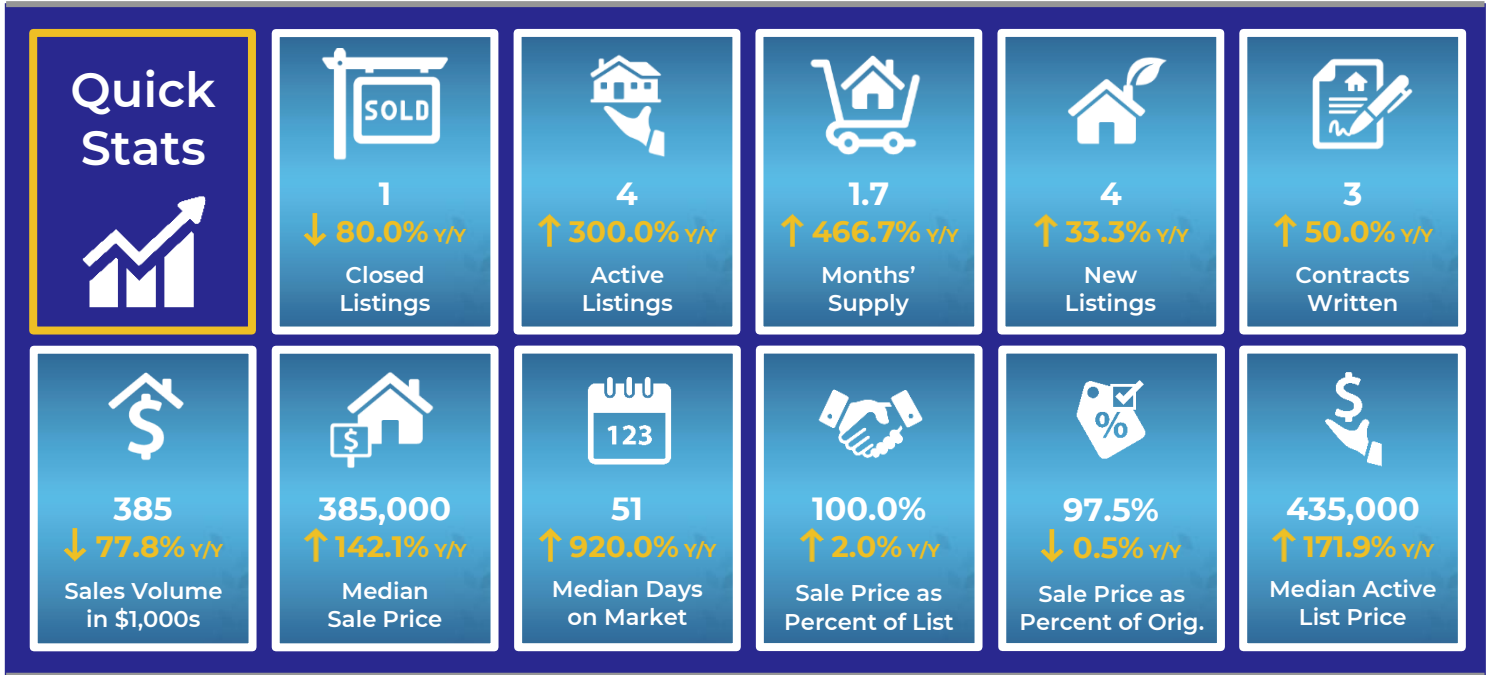 Quick
Stats
SOLD
1
↓ 80.0% Y/Y
Closed
Listings
4
↑ 300.0% Y/Y
Active
Listings
1.7
↑ 466.7% Y/Y
Months’
Supply
4
↑ 33.3% Y/Y
New
Listings
3
↑ 50.0% Y/Y
Contracts
Written
$
385
↓ 77.8% Y/Y
Sales Volume
in $1,000s
$
385,000
↑ 142.1% Y/Y
Median
Sale Price
123
51
↑ 920.0% Y/Y
Median Days
on Market
100.0%
↑ 2.0% Y/Y
Sale Price as
Percent of List
%
97.5%
↓ 0.5% Y/Y
Sale Price as
Percent of Orig.
$
435,000
↑ 171.9% Y/Y
Median Active
List Price